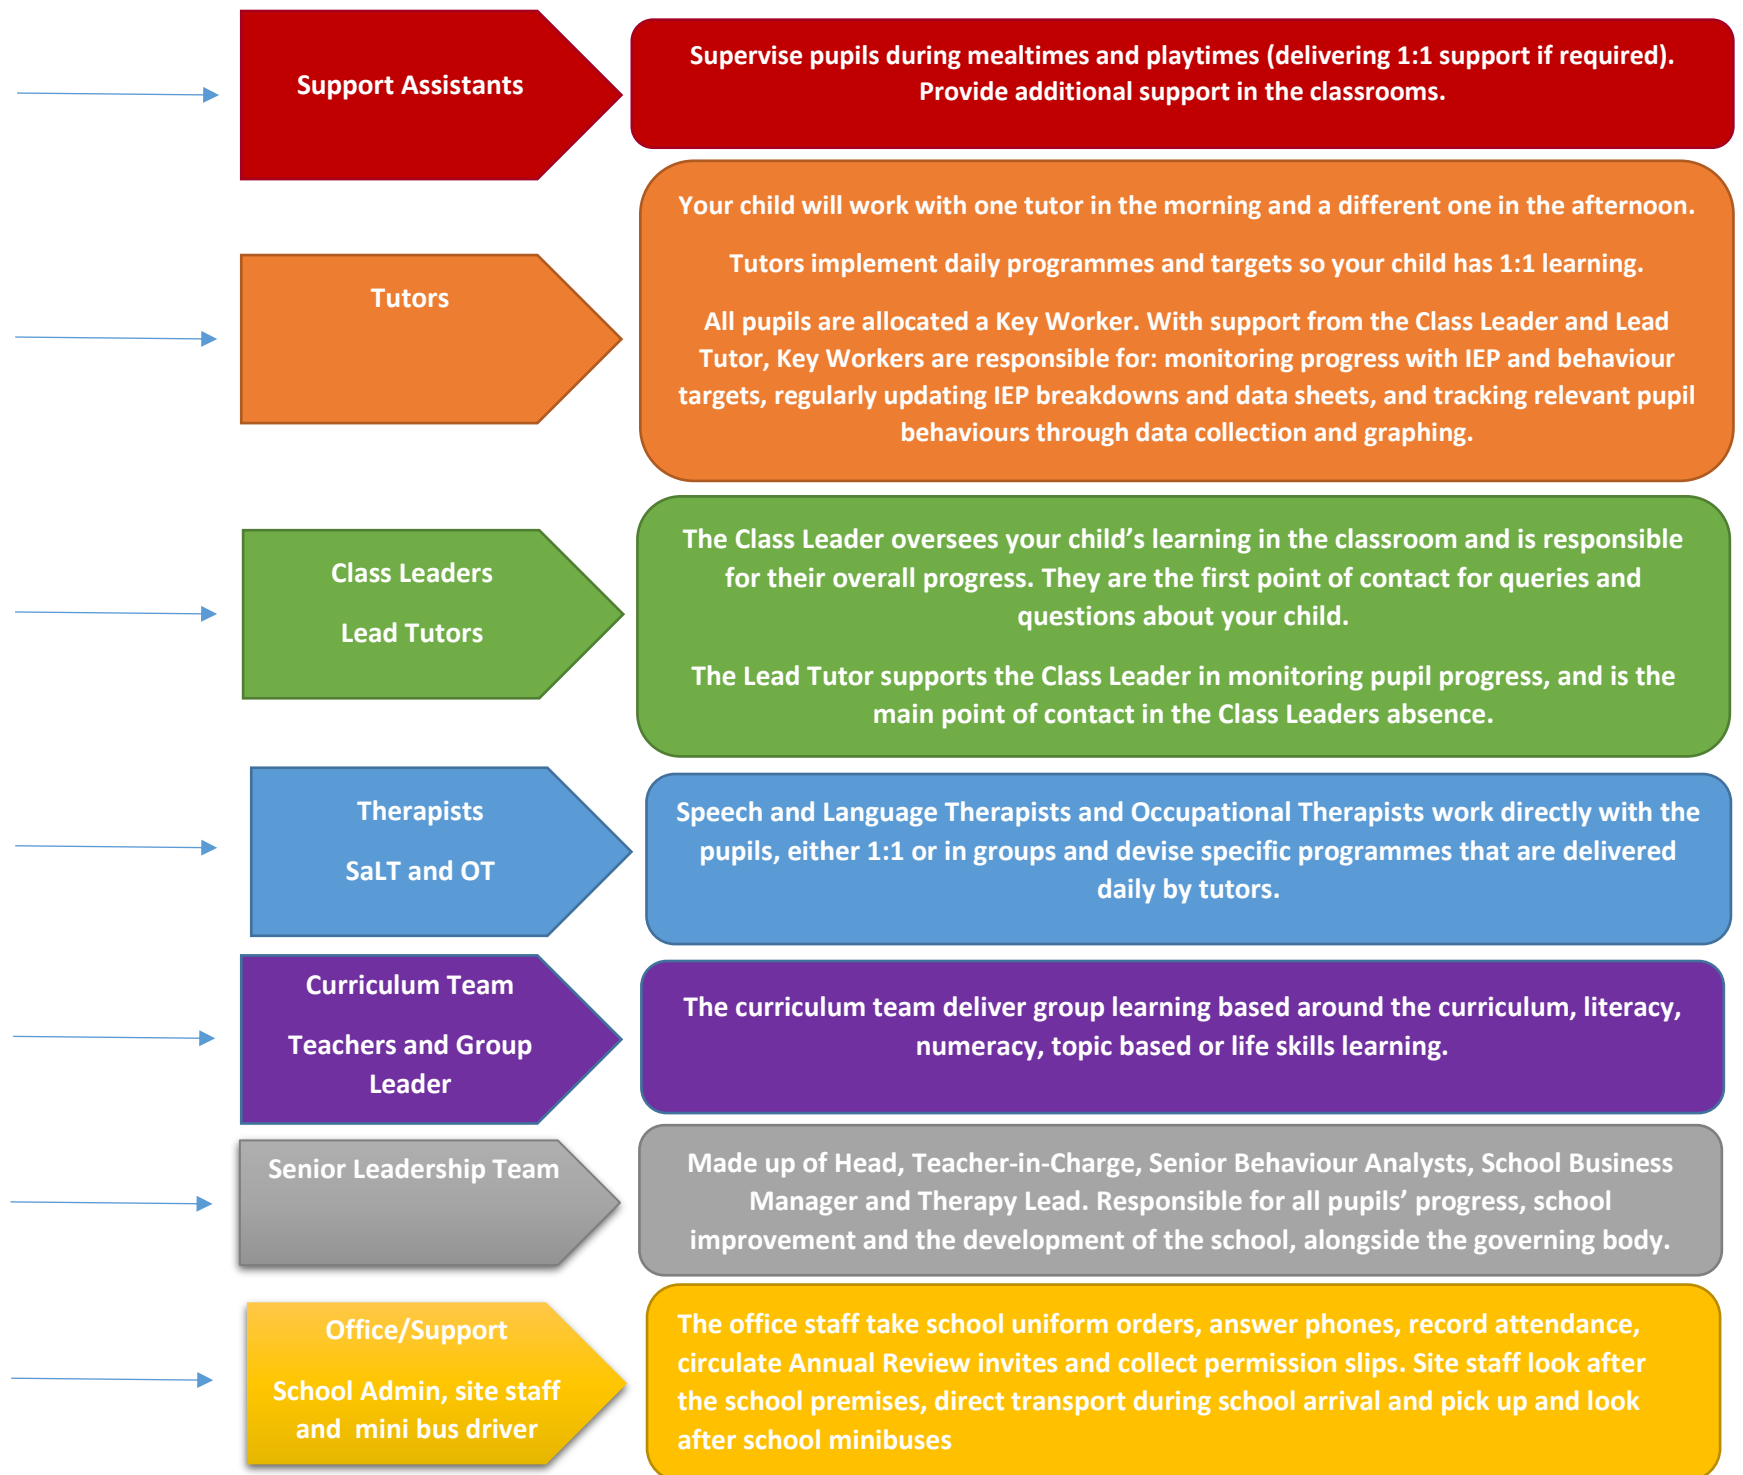 Support Assistants
Supervise pupils during mealtimes and playtimes (delivering 1:1 support if required).
Provide additional support in the classrooms.
Tutors
Your child will work with one tutor in the morning and a different one in the afternoon.
Tutors implement daily programmes and targets so your child has 1:1 learning.
All pupils are allocated a Key Worker. With support from the Class Leader and Lead
Tutor, Key Workers are responsible for: monitoring progress with IEP and behaviour
targets, regularly updating IEP breakdowns and data sheets, and tracking relevant pupil
behaviours through data collection and graphing.
Class Leaders
Lead Tutors
The Class Leader oversees your child's learning in the classroom and is responsible
for their overall progress. They are the first point of contact for queries and
questions about your child.
The Lead Tutor supports the Class Leader in monitoring pupil progress, and is the
main point of contact in the Class Leaders absence.
Therapists
SaLT and OT
Speech and Language Therapists and Occupational Therapists work directly with the
pupils, either 1:1 or in groups and devise specific programmes that are delivered
daily by tutors.
Curriculum Team
Teachers and Group
Leader
The curriculum team deliver group learning based around the curriculum, literacy,
numeracy, topic based or life skills learning.
Senior Leadership Team
Made up of Head, Teacher-in-Charge, Senior Behaviour Analysts, School Business
Manager and Therapy Lead. Responsible for all pupils' progress, school
improvement and the development of the school, alongside the governing body.
Office/Support
School Admin, site staff
and mini bus driver
The office staff take school uniform orders, answer phones, record attendance,
circulate Annual Review invites and collect permission slips. Site staff look after
the school premises, direct transport during school arrival and pick up and look
after school minibuses